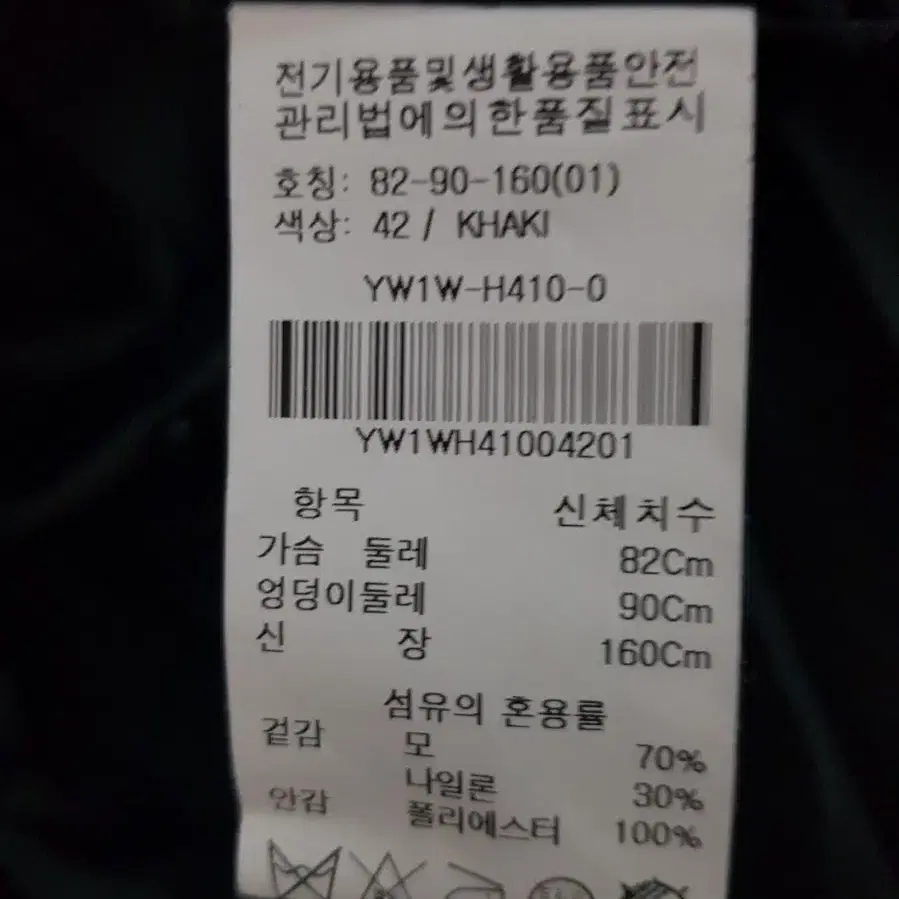 전기용품및생활용품안전
관리법에의한품질표시
호칭: 82-90-160(01)
색상: 42 / KHAKI
YW1W-H410-0
YW1WH41004201
항목 신체치수
가슴 둘레 82Cm
엉덩이둘레 90Cm
신 장 160Cm
섬유의 혼용률
겉감 모 70%
나일론 30%
안감 폴리에스터 100%